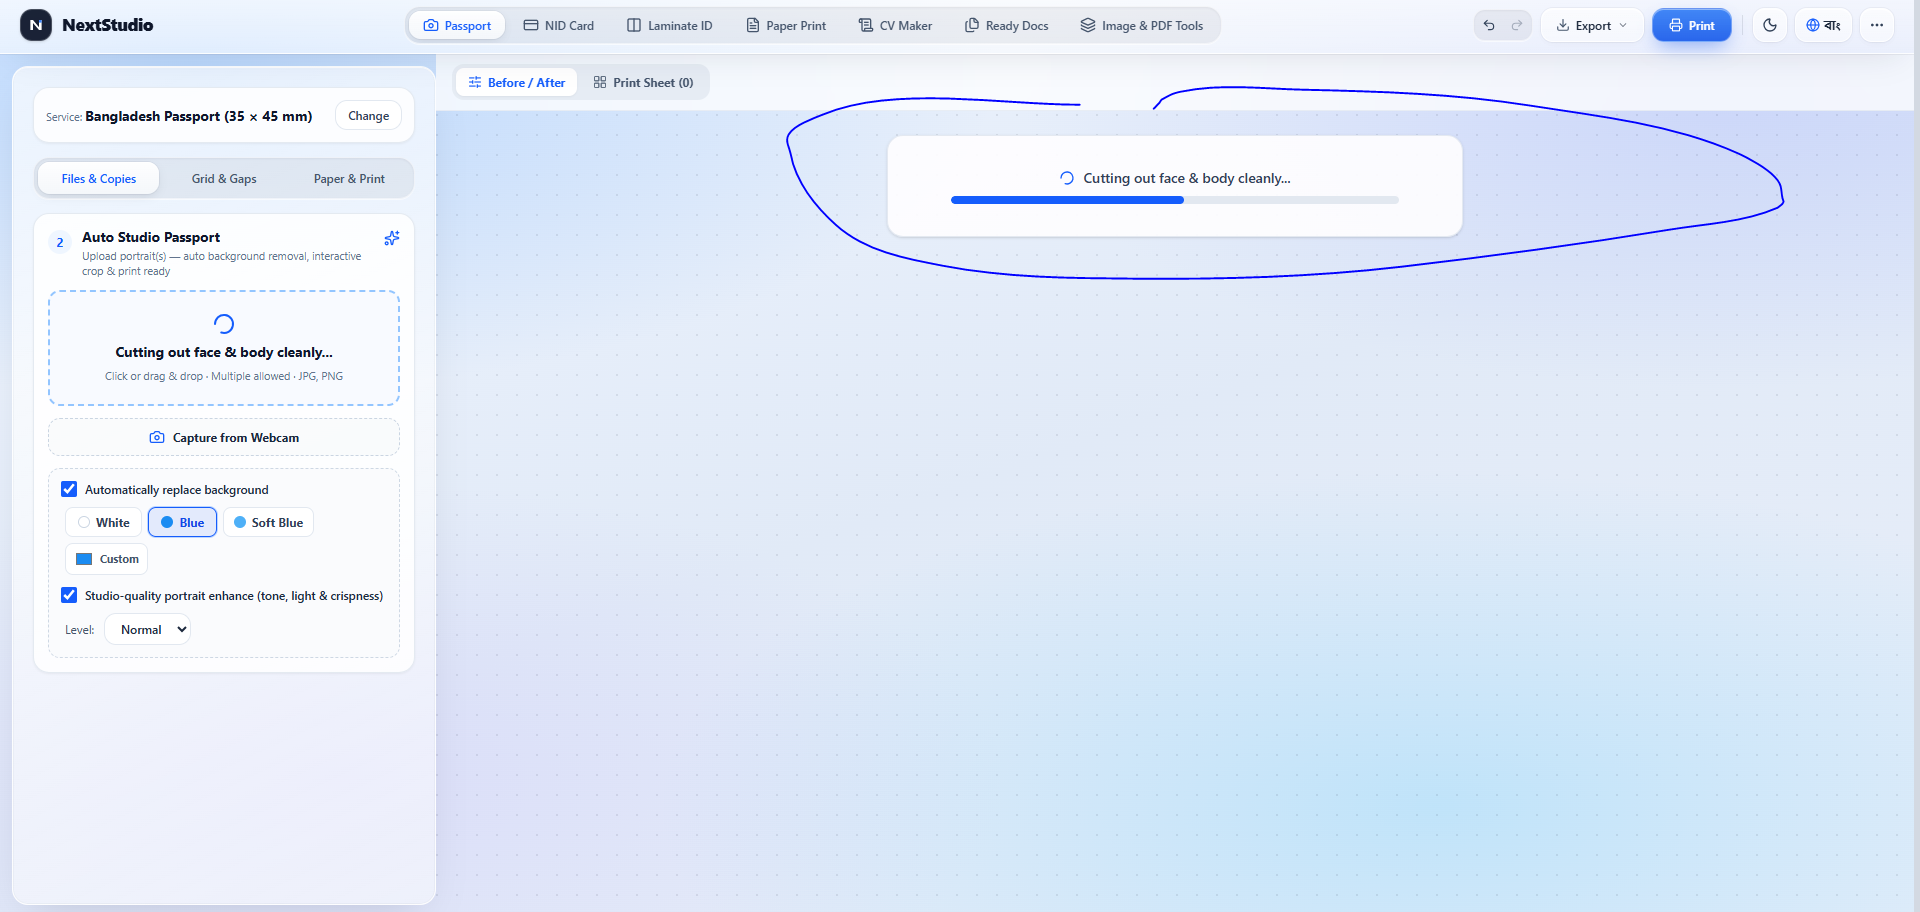 N NextStudio
Passport
NID Card
Laminate ID
Paper Print
CV Maker
Ready Docs
Image & PDF Tools
Export
Print
বাং
Before / After
Print Sheet (0)
Service: Bangladesh Passport (35 × 45 mm)
Change
Files & Copies
Grid & Gaps
Paper & Print
2
Auto Studio Passport
Upload portrait(s) — auto background removal, interactive
crop & print ready
Cutting out face & body cleanly...
Click or drag & drop · Multiple allowed · JPG, PNG
Capture from Webcam
Automatically replace background
White
Blue
Soft Blue
Custom
Studio-quality portrait enhance (tone, light & crispness)
Level:
Normal
Cutting out face & body cleanly...